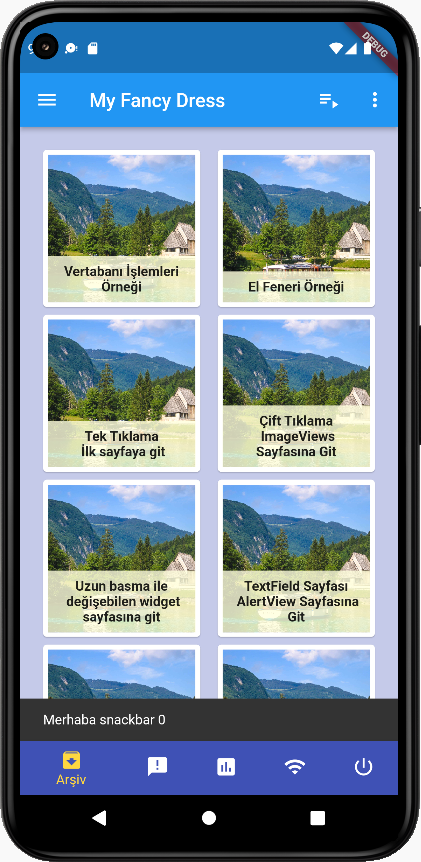 DEBUG
My Fancy Dress
Vertabanı İşlemleri
Örneği
El Feneri Örneği
Tek Tıklama
İlk sayfaya git
Çift Tıklama
ImageViews
Sayfasına Git
Uzun basma ile
değişebilen widget
sayfasına git
TextField Sayfası
AlertView Sayfasına
Git
Merhaba snackbar 0
Arşiv